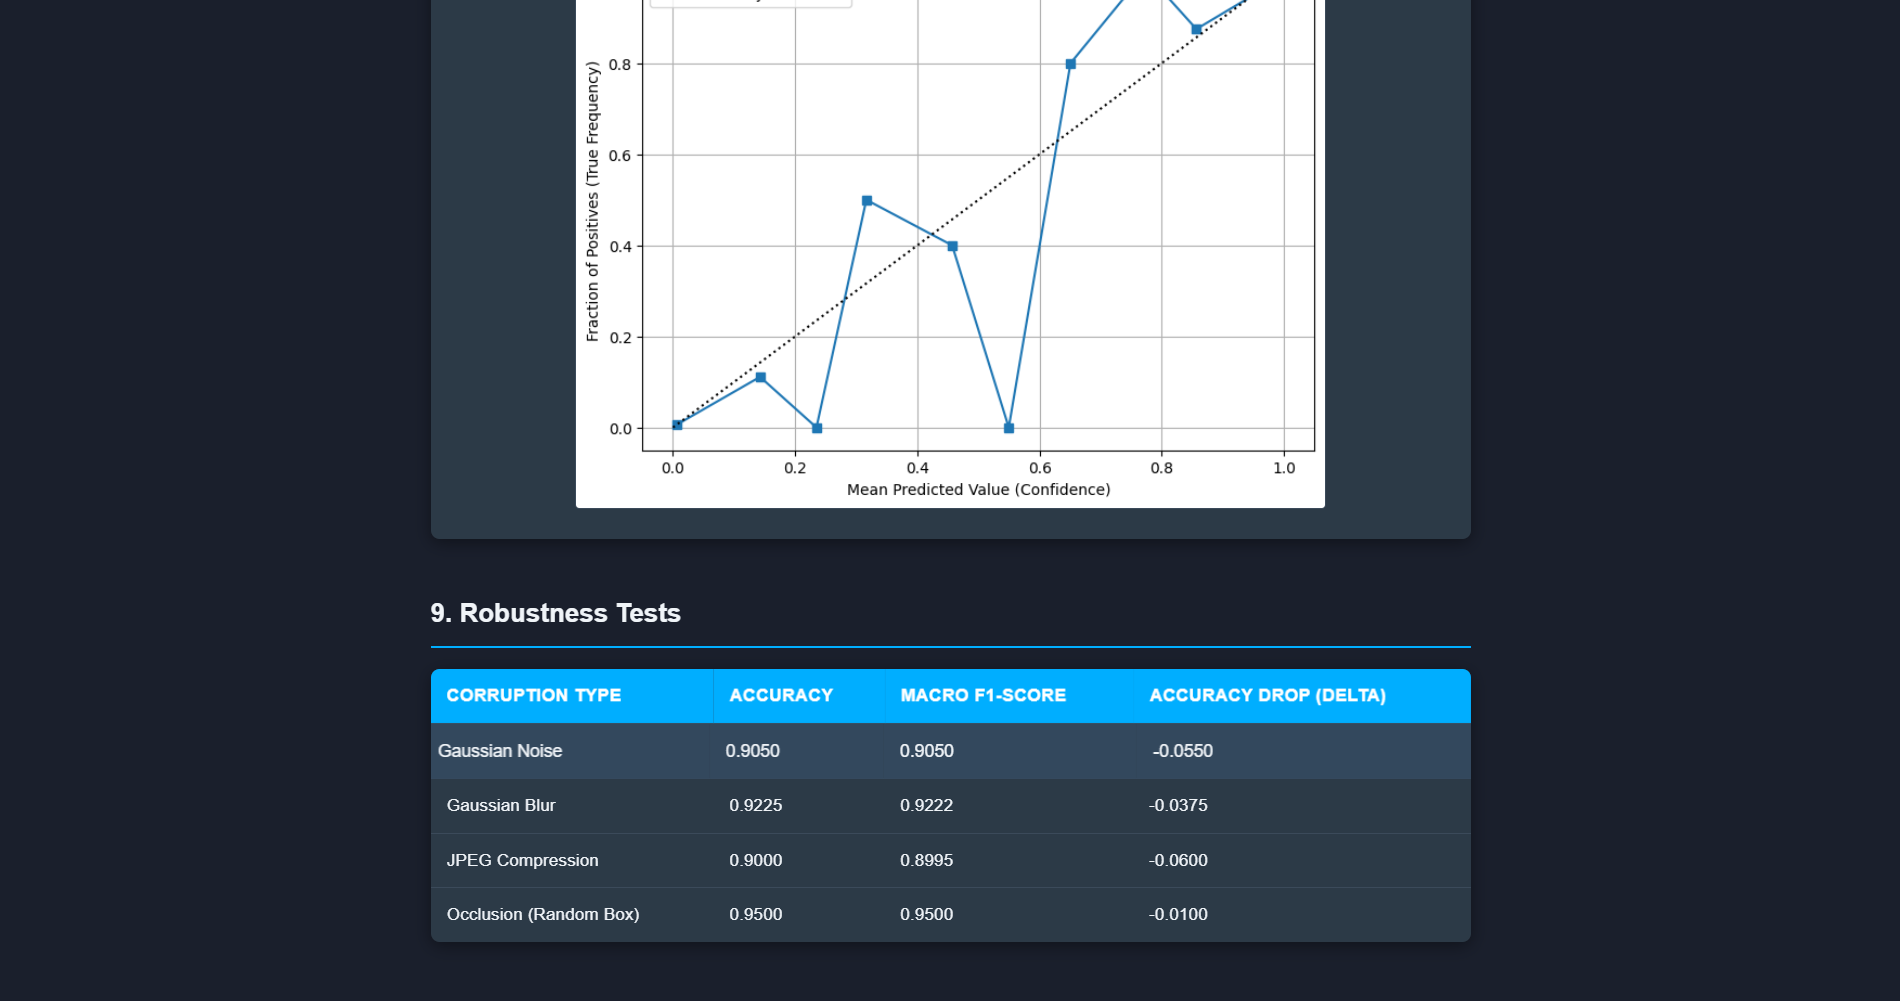 Fraction of Positives (True Frequency)
0.8
0.6
0.4
0.2
0.0
0.0 0.2 0.4 0.6 0.8 1.0
Mean Predicted Value (Confidence)
9. Robustness Tests
CORRUPTION TYPE ACCURACY MACRO F1-SCORE ACCURACY DROP (DELTA)
Gaussian Noise 0.9050 0.9050 -0.0550
Gaussian Blur 0.9225 0.9222 -0.0375
JPEG Compression 0.9000 0.8995 -0.0600
Occlusion (Random Box) 0.9500 0.9500 -0.0100